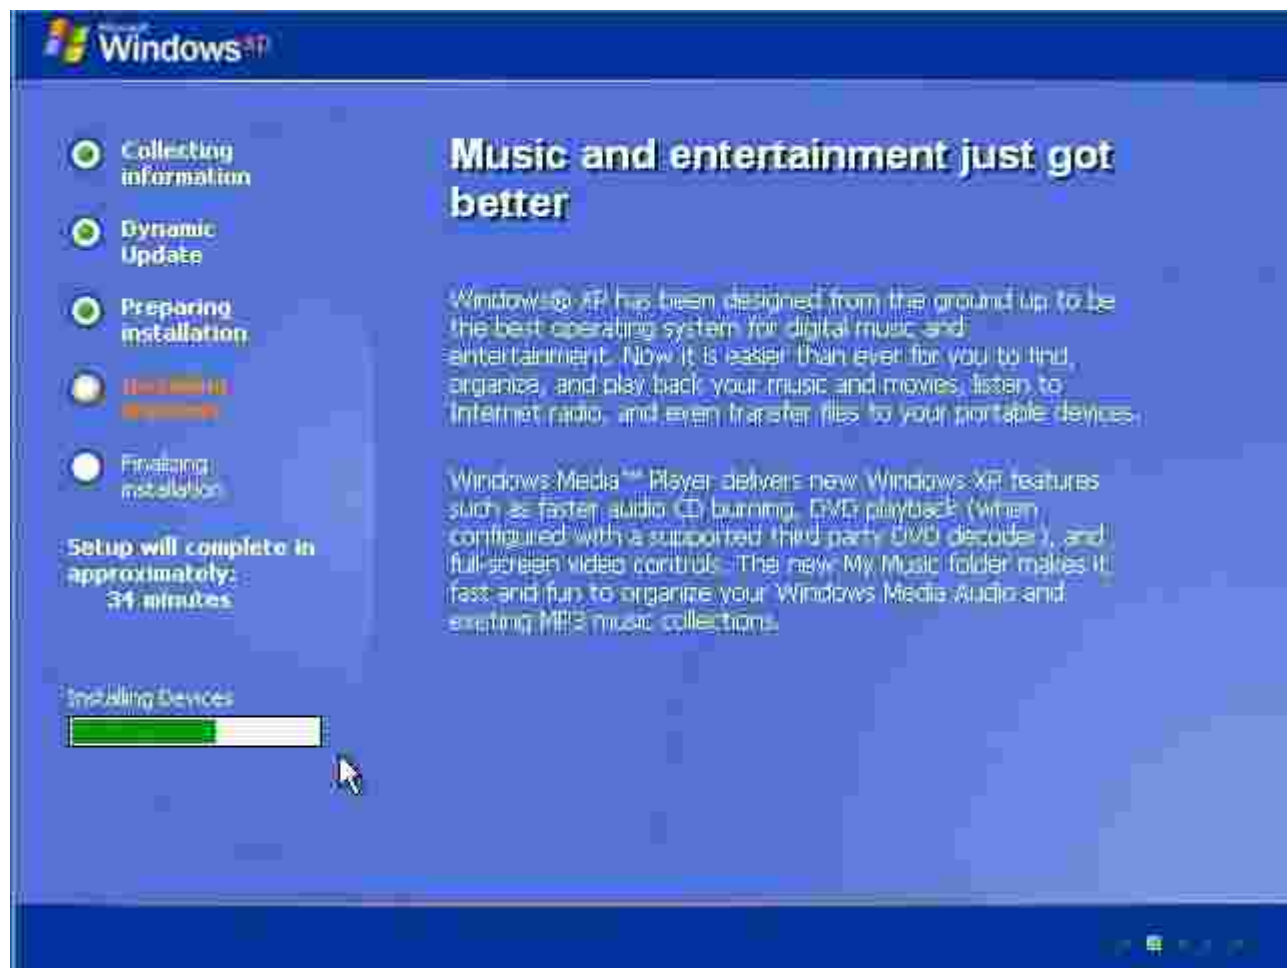 Microsoft
Windows xp
Collecting
information
Dynamic
Update
Preparing
installation
Installing
Windows
Finalizing
installation
Setup will complete in
approximately:
34 minutes
Installing Devices
Music and entertainment just got
better
Windows® XP has been designed from the ground up to be
the best operating system for digital music and
entertainment. Now it is easier than ever for you to find,
organize, and play back your music and movies, listen to
Internet radio, and even transfer files to your portable devices.
Windows Media™ Player delivers new Windows XP features
such as faster audio CD burning, DVD playback (when
configured with a supported third party DVD decoder), and
full-screen video controls. The new My Music folder makes it
fast and fun to organize your Windows Media Audio and
existing MP3 music collections.